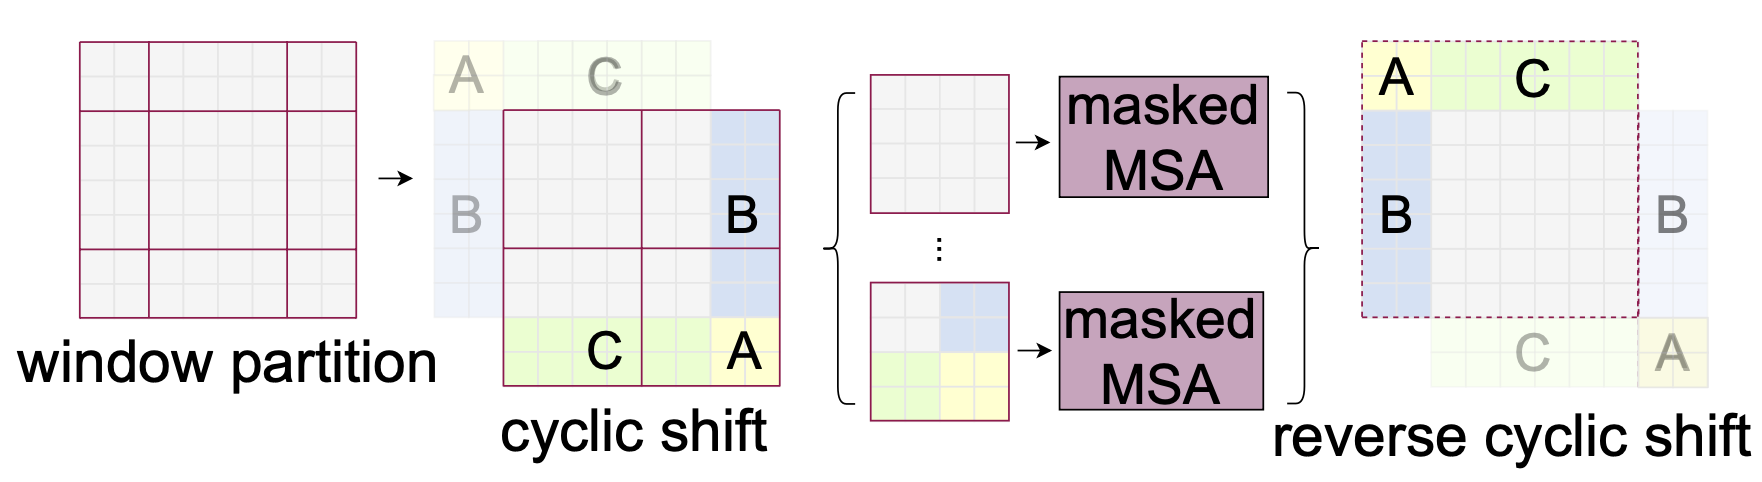 window partition
A
C
B
B
C
A
cyclic shift
masked
MSA
...
masked
MSA
A
C
B
B
C
A
reverse cyclic shift